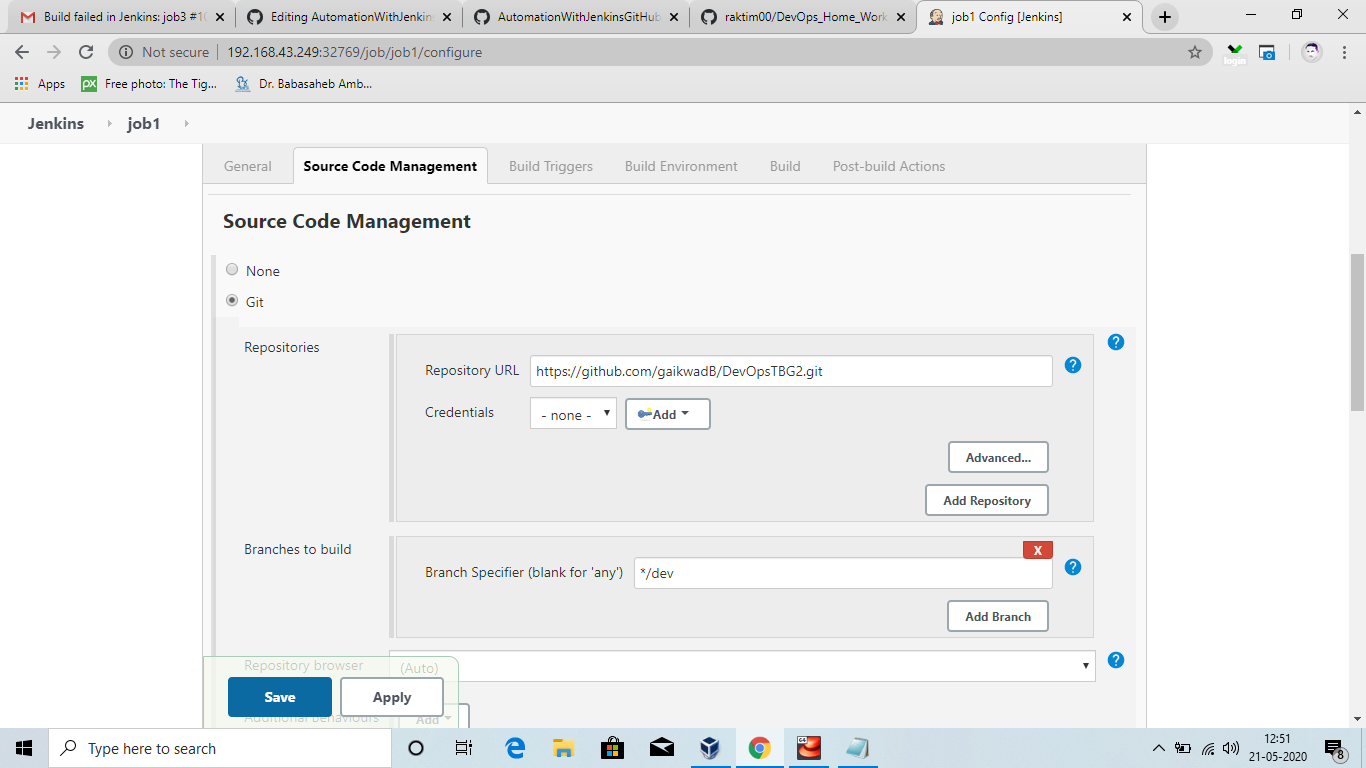 Build failed in Jenkins: job3 #10
Editing AutomationWithJenkin
AutomationWithJenkinsGitHub
raktim00/DevOps_Home_Work
job1 Config [Jenkins]
Not secure
192.168.43.249:32769/job/job1/configure
login
Apps
px
Free photo: The Tig...
Dr. Babasaheb Amb...
Jenkins
job1
General
Source Code Management
Build Triggers
Build Environment
Build
Post-build Actions
Source Code Management
None
Git
Repositories
Repository URL
https://github.com/gaikwadB/DevOpsTBG2.git
Credentials
- none -
Add
Advanced...
Add Repository
Branches to build
X
Branch Specifier (blank for 'any')
*/dev
Add Branch
Repository browser
(Auto)
Save
Apply
Additional behaviours
Add
Type here to search
64
12:51
21-05-2020
8